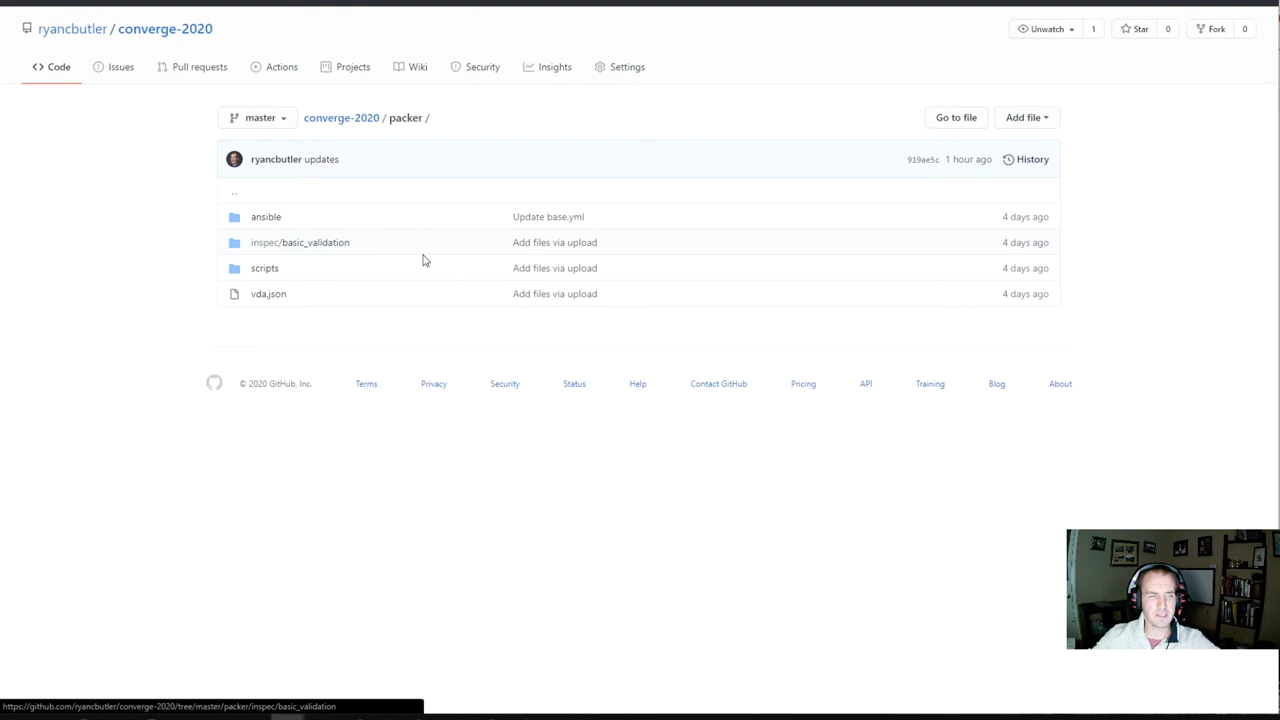 ryancbutler / converge-2020
Unwatch 1 Star 0 Fork 0
Code Issues Pull requests Actions Projects Wiki Security Insights Settings
master converge-2020 / packer / Go to file Add file
ryancbutler updates 919ae5c 1 hour ago History
..
ansible Update base.yml 4 days ago
inspec/basic_validation Add files via upload 4 days ago
scripts Add files via upload 4 days ago
vda.json Add files via upload 4 days ago
© 2020 GitHub, Inc. Terms Privacy Security Status Help Contact GitHub Pricing API Training Blog About
https://github.com/ryancbutler/converge-2020/tree/master/packer/inspec/basic_validation